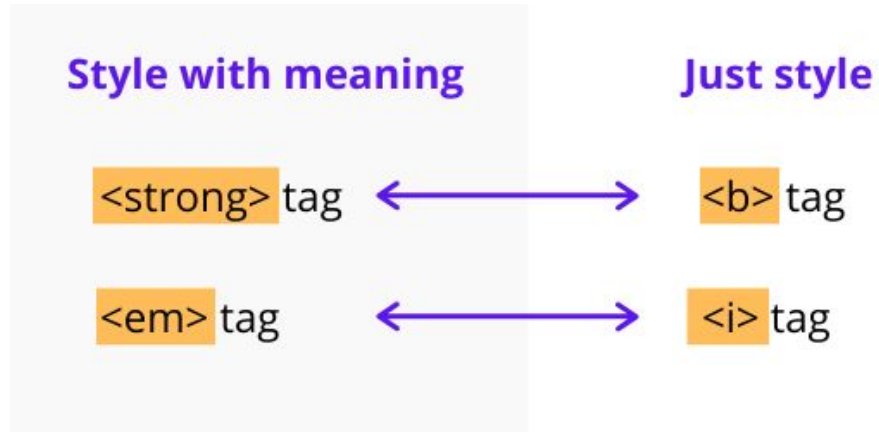 Style with meaning
Just style
<strong> tag
<b> tag
<em> tag
<i> tag